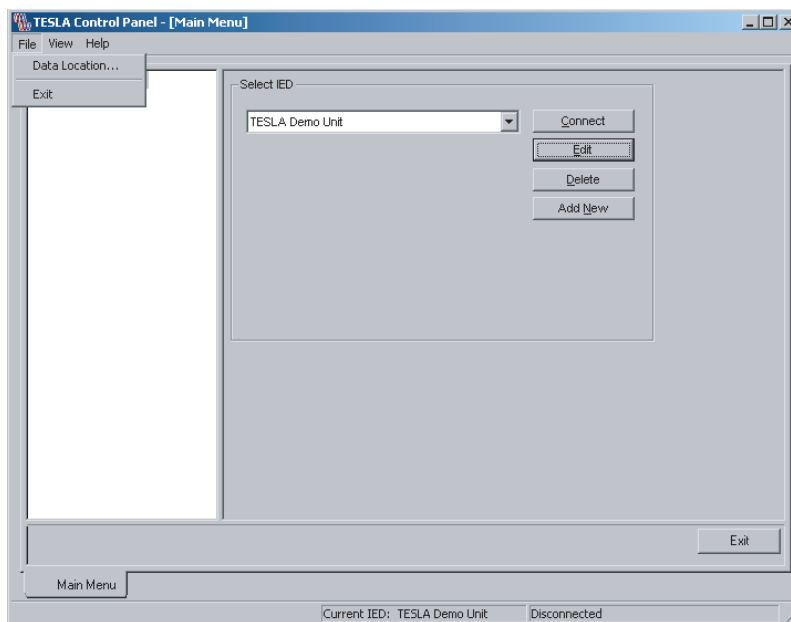 TESLA Control Panel - [Main Menu]
File View Help
Data Location...
Exit
Select IED
TESLA Demo Unit
Connect
Edit
Delete
Add New
Exit
Main Menu
Current IED: TESLA Demo Unit Disconnected